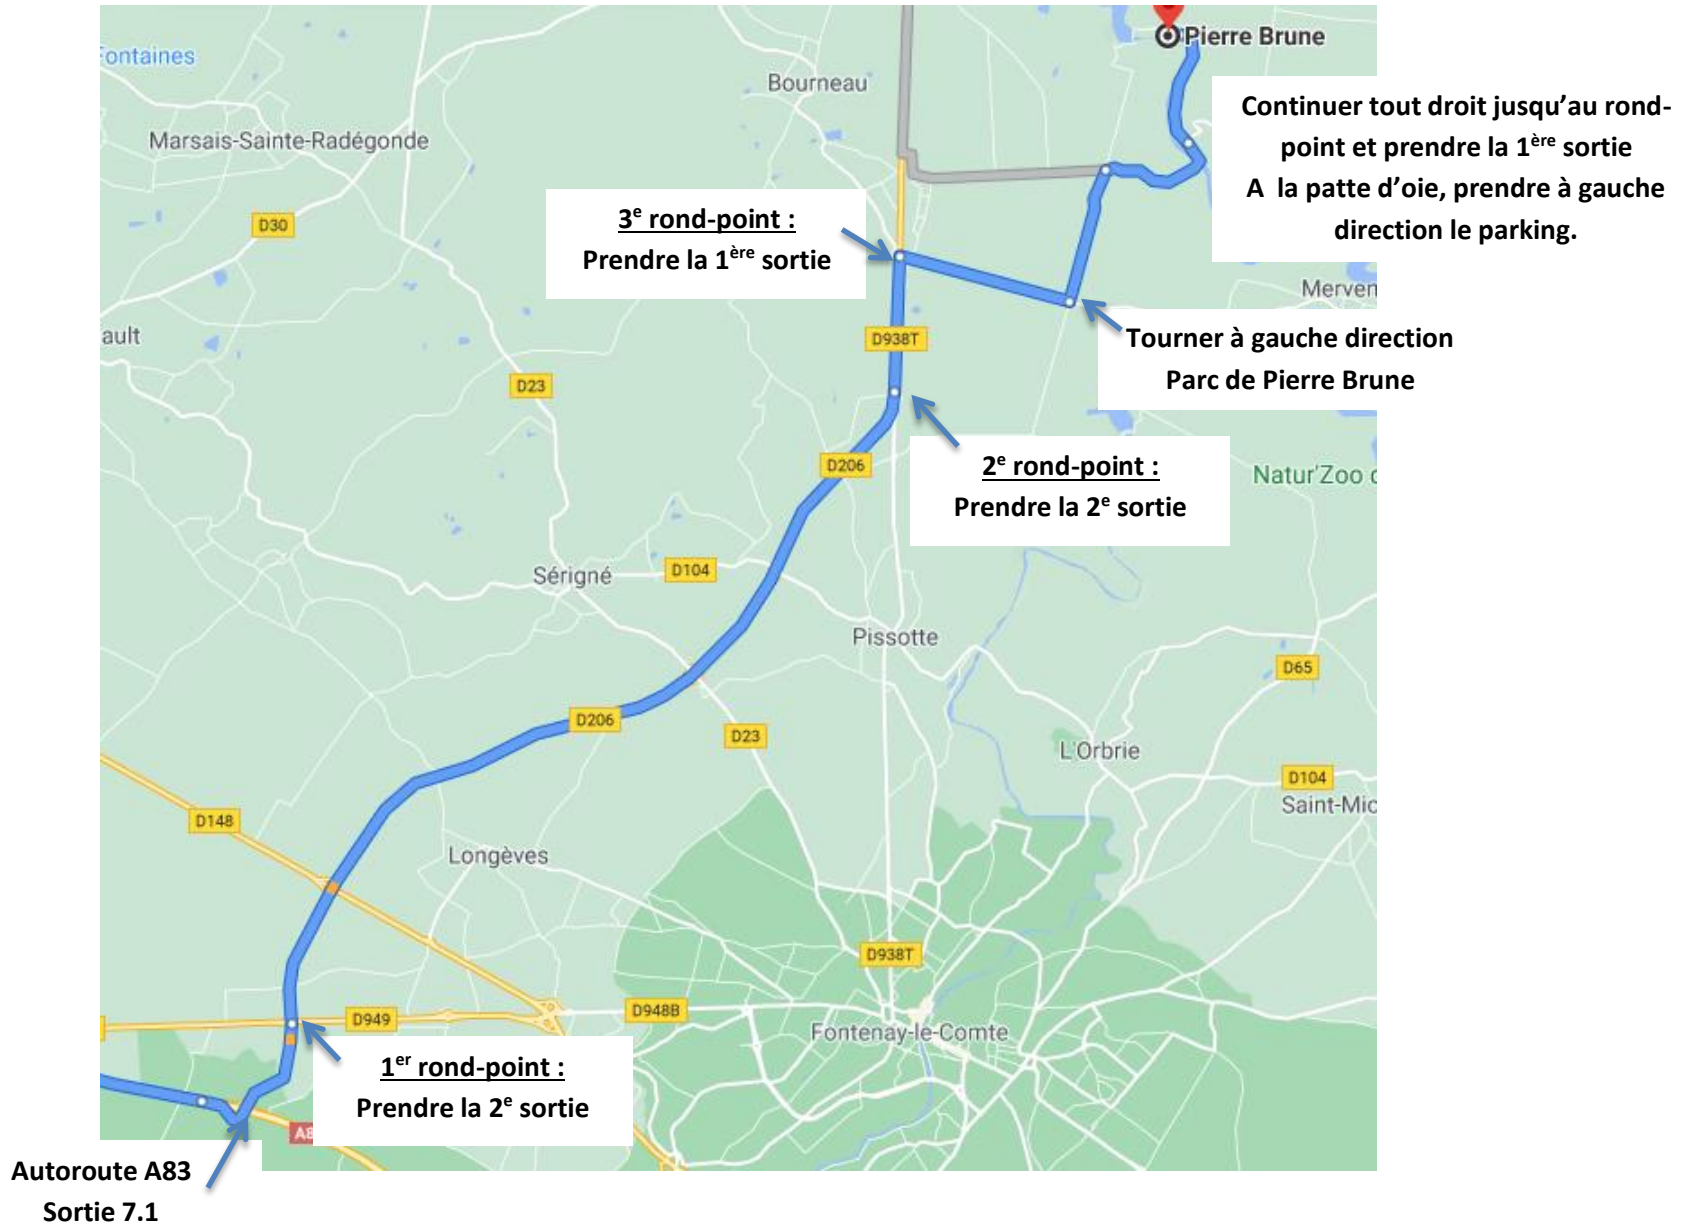 Pierre Brune
Fontaines
Bourneau
Continuer tout droit jusqu’au rond-
point et prendre la 1ère sortie
A la patte d’oie, prendre à gauche
direction le parking.
Marsais-Sainte-Radégonde
D30
3e rond-point :
Prendre la 1ère sortie
Merven
ault
D938T
Tourner à gauche direction
Parc de Pierre Brune
D23
D206
2e rond-point :
Prendre la 2e sortie
Natur'Zoo d
Sérigné
D104
Pissotte
D65
D206
D23
L'Orbrie
D104
Saint-Mic
D148
Longèves
D938T
D949
D948B
Fontenay-le-Comte
1er rond-point :
Prendre la 2e sortie
A8
Autoroute A83
Sortie 7.1